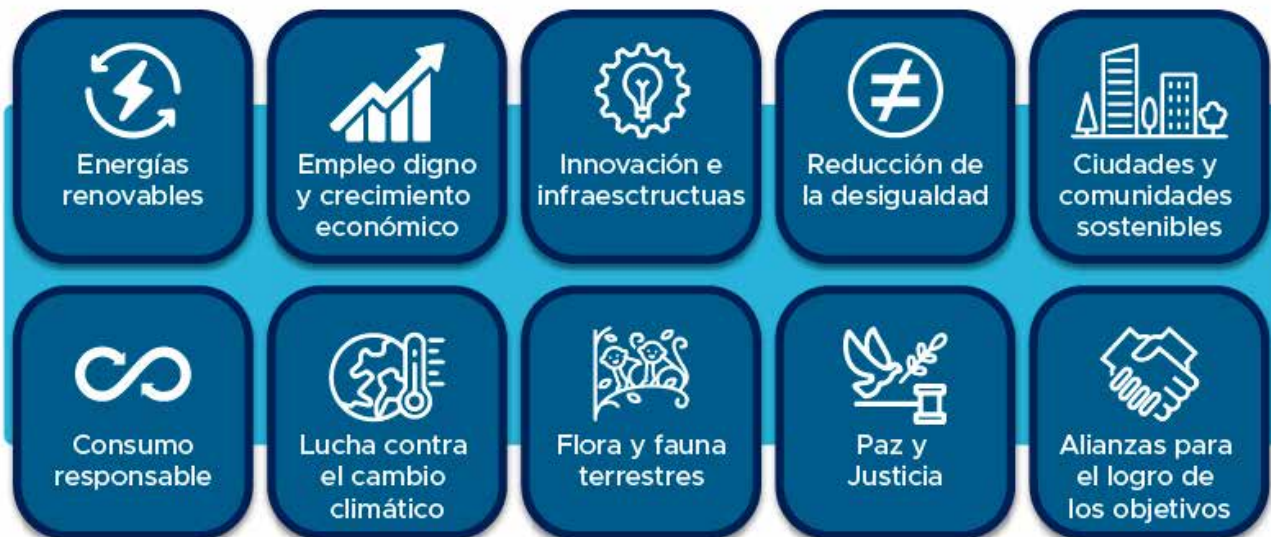 Energías
renovables
Empleo digno
y crecimiento
económico
Innovación e
infraesctructuas
Reducción de
la desigualdad
Ciudades y
comunidades
sostenibles
Consumo
responsable
Lucha contra
el cambio
climático
Flora y fauna
terrestres
Paz y
Justicia
Alianzas para
el logro de
los objetivos